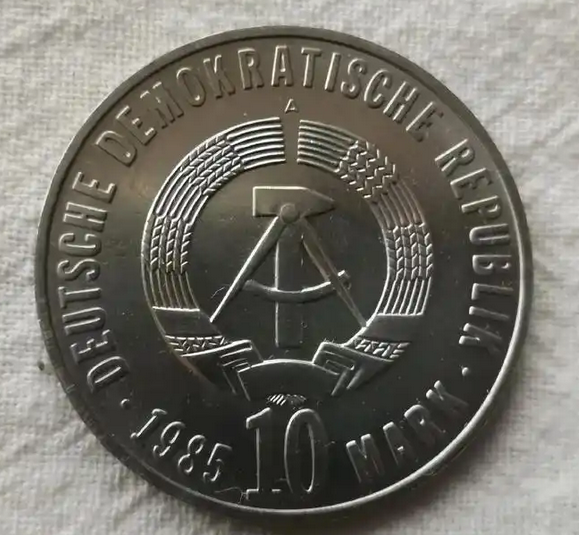 DEUTSCHE DEMOKRATISCHE REPUBLIK
A
· 1985 10 MARK ·